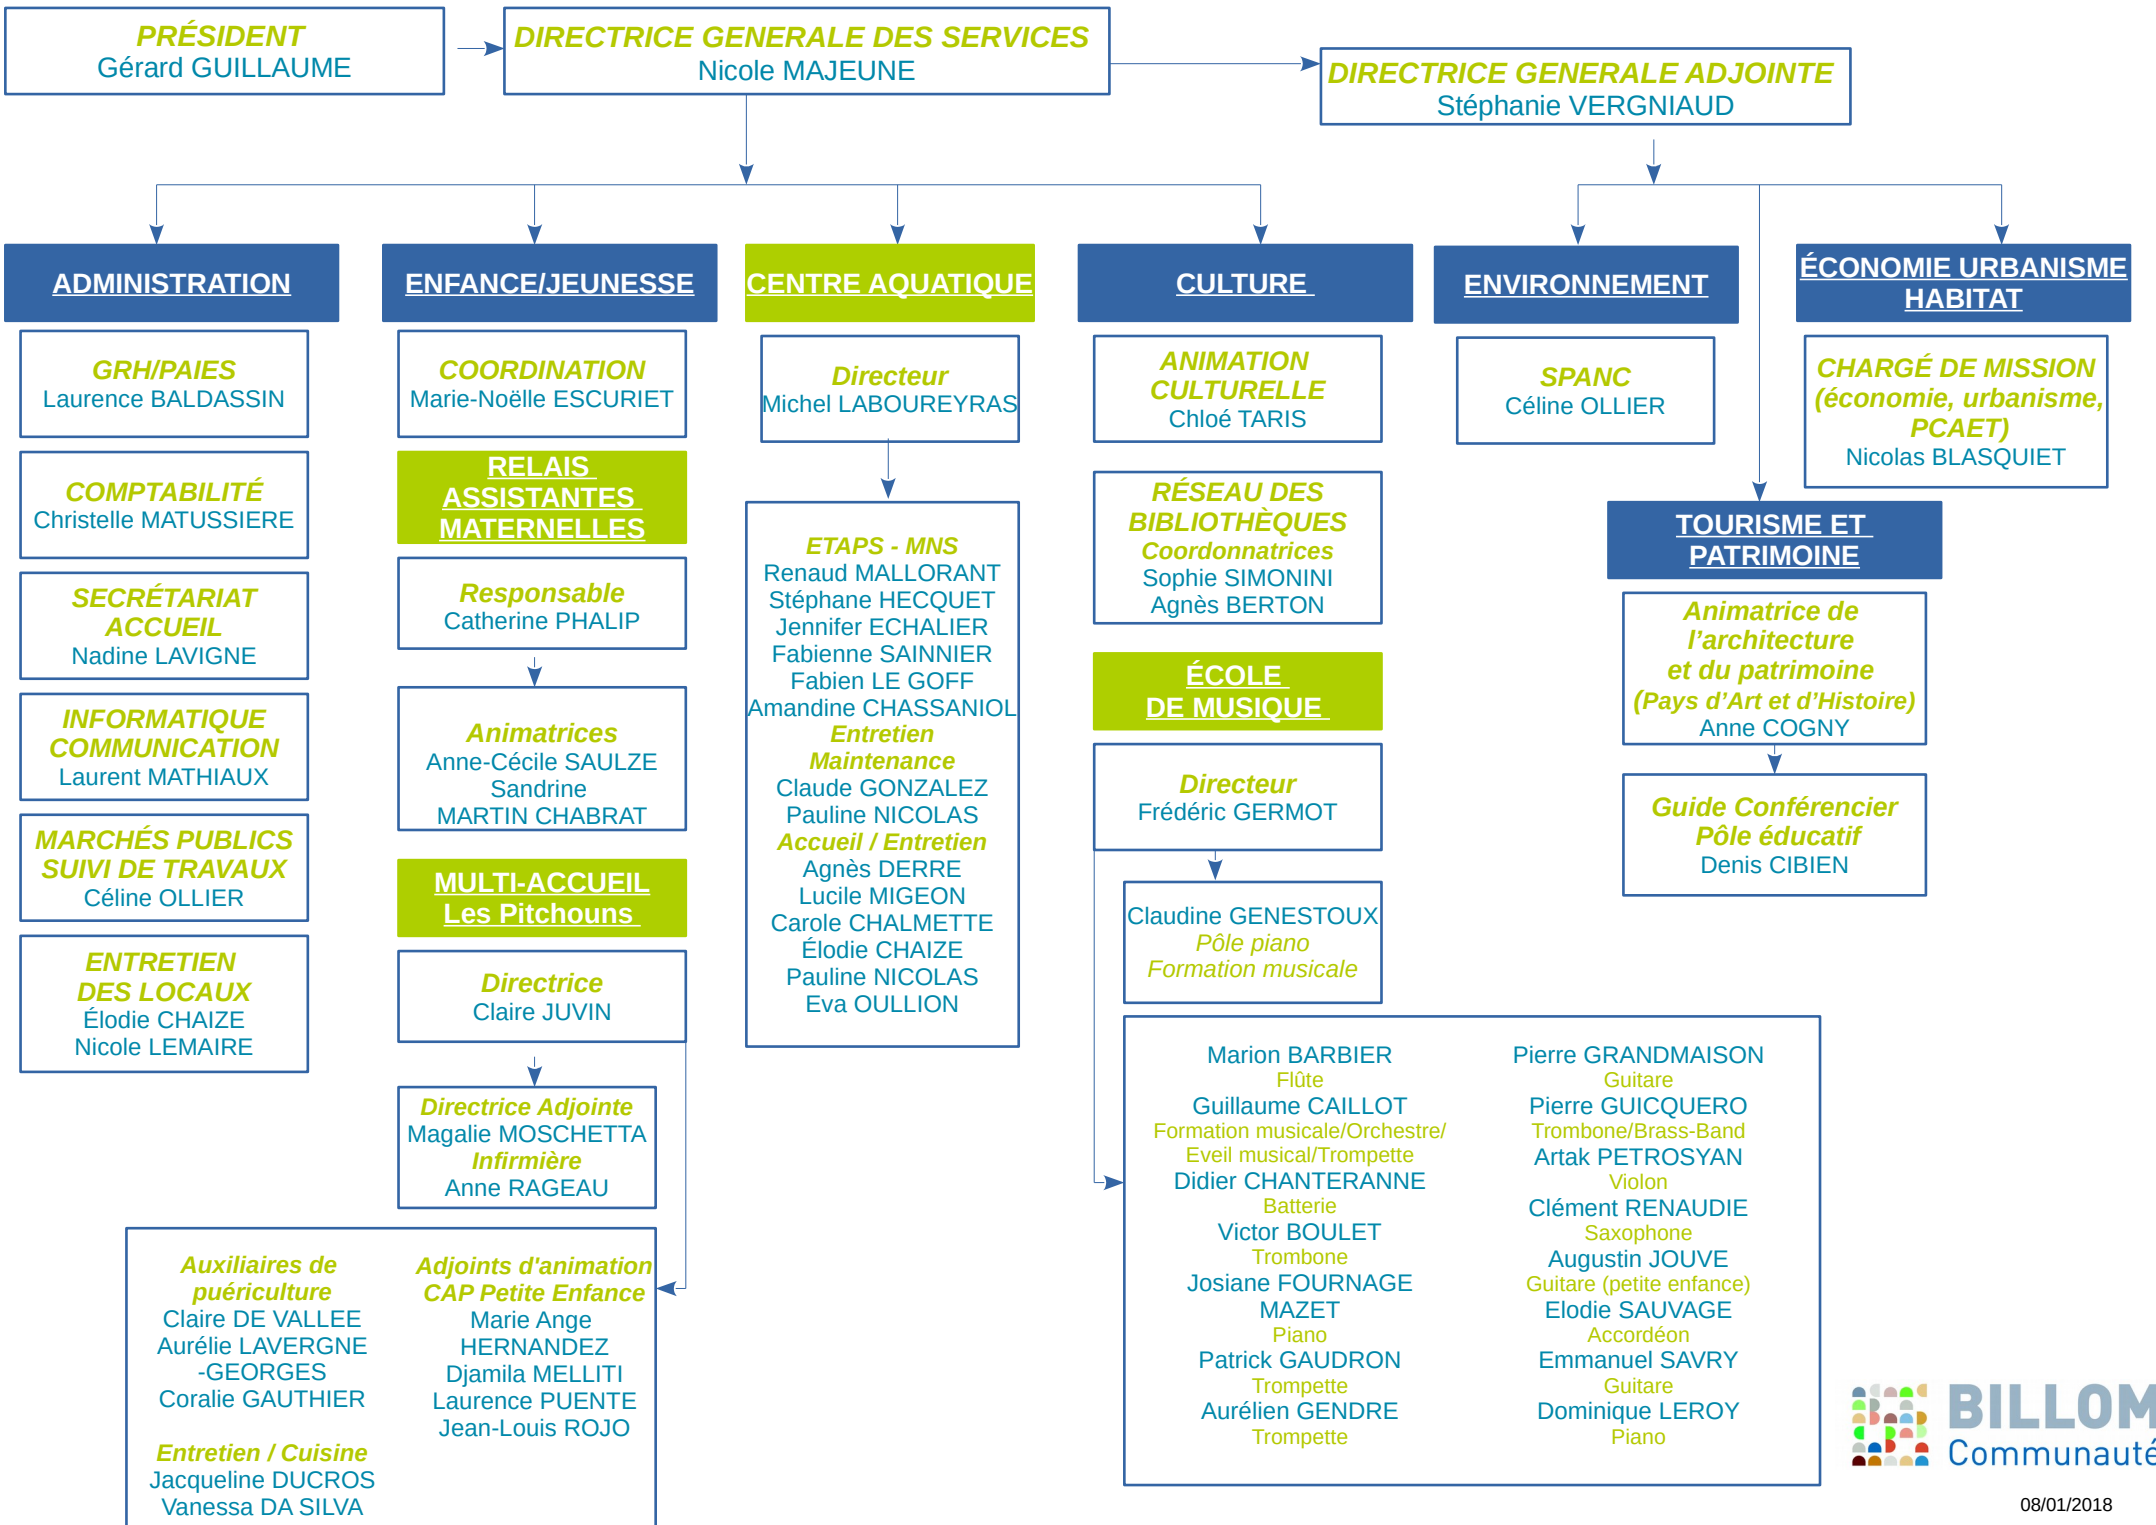 PRÉSIDENT
Gérard GUILLAUME
DIRECTRICE GENERALE DES SERVICES
Nicole MAJEUNE
DIRECTRICE GENERALE ADJOINTE
Stéphanie VERGNIAUD
ADMINISTRATION
GRH/PAIES
Laurence BALDASSIN
COMPTABILITÉ
Christelle MATUSSIERE
SECRÉTARIAT
ACCUEIL
Nadine LAVIGNE
INFORMATIQUE
COMMUNICATION
Laurent MATHIAUX
MARCHÉS PUBLICS
SUIVI DE TRAVAUX
Céline OLLIER
ENTRETIEN
DES LOCAUX
Élodie CHAIZE
Nicole LEMAIRE
ENFANCE/JEUNESSE
COORDINATION
Marie-Noëlle ESCURIET
RELAIS
ASSISTANTES
MATERNELLES
Responsable
Catherine PHALIP
Animatrices
Anne-Cécile SAULZE
Sandrine
MARTIN CHABRAT
MULTI-ACCUEIL
Les Pitchouns
Directrice
Claire JUVIN
Directrice Adjointe
Magalie MOSCHETTA
Infirmière
Anne RAGEAU
Auxiliaires de
puériculture
Claire DE VALLEE
Aurélie LAVERGNE
-GEORGES
Coralie GAUTHIER
Entretien / Cuisine
Jacqueline DUCROS
Vanessa DA SILVA
Adjoints d'animation
CAP Petite Enfance
Marie Ange
HERNANDEZ
Djamila MELLITI
Laurence PUENTE
Jean-Louis ROJO
CENTRE AQUATIQUE
Directeur
Michel LABOUREYRAS
ETAPS - MNS
Renaud MALLORANT
Stéphane HECQUET
Jennifer ECHALIER
Fabienne SAINNIER
Fabien LE GOFF
Amandine CHASSANIOL
Entretien
Maintenance
Claude GONZALEZ
Pauline NICOLAS
Accueil / Entretien
Agnès DERRE
Lucile MIGEON
Carole CHALMETTE
Élodie CHAIZE
Pauline NICOLAS
Eva OULLION
CULTURE
ANIMATION
CULTURELLE
Chloé TARIS
RÉSEAU DES
BIBLIOTHÈQUES
Coordonnatrices
Sophie SIMONINI
Agnès BERTON
ÉCOLE
DE MUSIQUE
Directeur
Frédéric GERMOT
Claudine GENESTOUX
Pôle piano
Formation musicale
Marion BARBIER
Flûte
Guillaume CAILLOT
Formation musicale/Orchestre/
Eveil musical/Trompette
Didier CHANTERANNE
Batterie
Victor BOULET
Trombone
Josiane FOURNAGE
MAZET
Piano
Patrick GAUDRON
Trompette
Aurélien GENDRE
Trompette
Pierre GRANDMAISON
Guitare
Pierre GUICQUERO
Trombone/Brass-Band
Artak PETROSYAN
Violon
Clément RENAUDIE
Saxophone
Augustin JOUVE
Guitare (petite enfance)
Elodie SAUVAGE
Accordéon
Emmanuel SAVRY
Guitare
Dominique LEROY
Piano
ENVIRONNEMENT
SPANC
Céline OLLIER
ÉCONOMIE URBANISME
HABITAT
CHARGÉ DE MISSION
(économie, urbanisme,
PCAET)
Nicolas BLASQUIET
TOURISME ET
PATRIMOINE
Animatrice de
l’architecture
et du patrimoine
(Pays d’Art et d’Histoire)
Anne COGNY
Guide Conférencier
Pôle éducatif
Denis CIBIEN
BILLOM
Communauté
08/01/2018